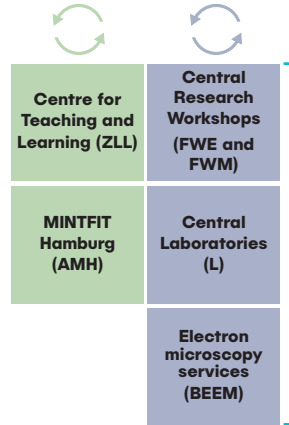 Centre for
Teaching and
Learning (ZLL)
MINTFIT
Hamburg
(AMH)
Central
Research
Workshops
(FWE and
FWM)
Central
Laboratories
(L)
Electron
microscopy
services
(BEEM)